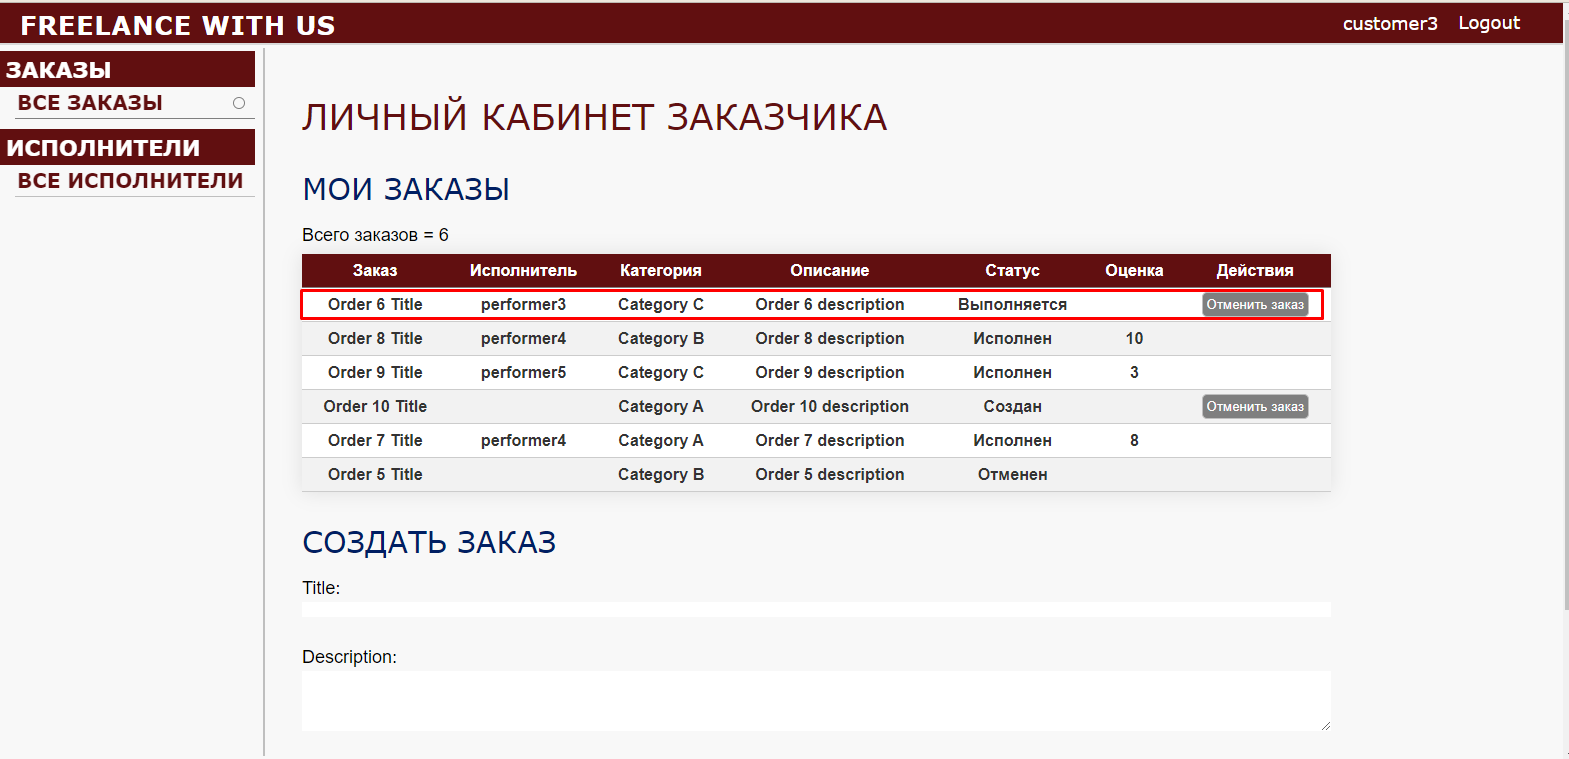 FREELANCE WITH US customer3 Logout
ЗАКАЗЫ
ВСЕ ЗАКАЗЫ
ИСПОЛНИТЕЛИ
ВСЕ ИСПОЛНИТЕЛИ
ЛИЧНЫЙ КАБИНЕТ ЗАКАЗЧИКА
МОИ ЗАКАЗЫ
Всего заказов = 6
Заказ Исполнитель Категория Описание Статус Оценка Действия
Order 6 Title performer3 Category C Order 6 description Выполняется Отменить заказ
Order 8 Title performer4 Category B Order 8 description Исполнен 10
Order 9 Title performer5 Category C Order 9 description Исполнен 3
Order 10 Title Category A Order 10 description Создан Отменить заказ
Order 7 Title performer4 Category A Order 7 description Исполнен 8
Order 5 Title Category B Order 5 description Отменен
СОЗДАТЬ ЗАКАЗ
Title:
Description: